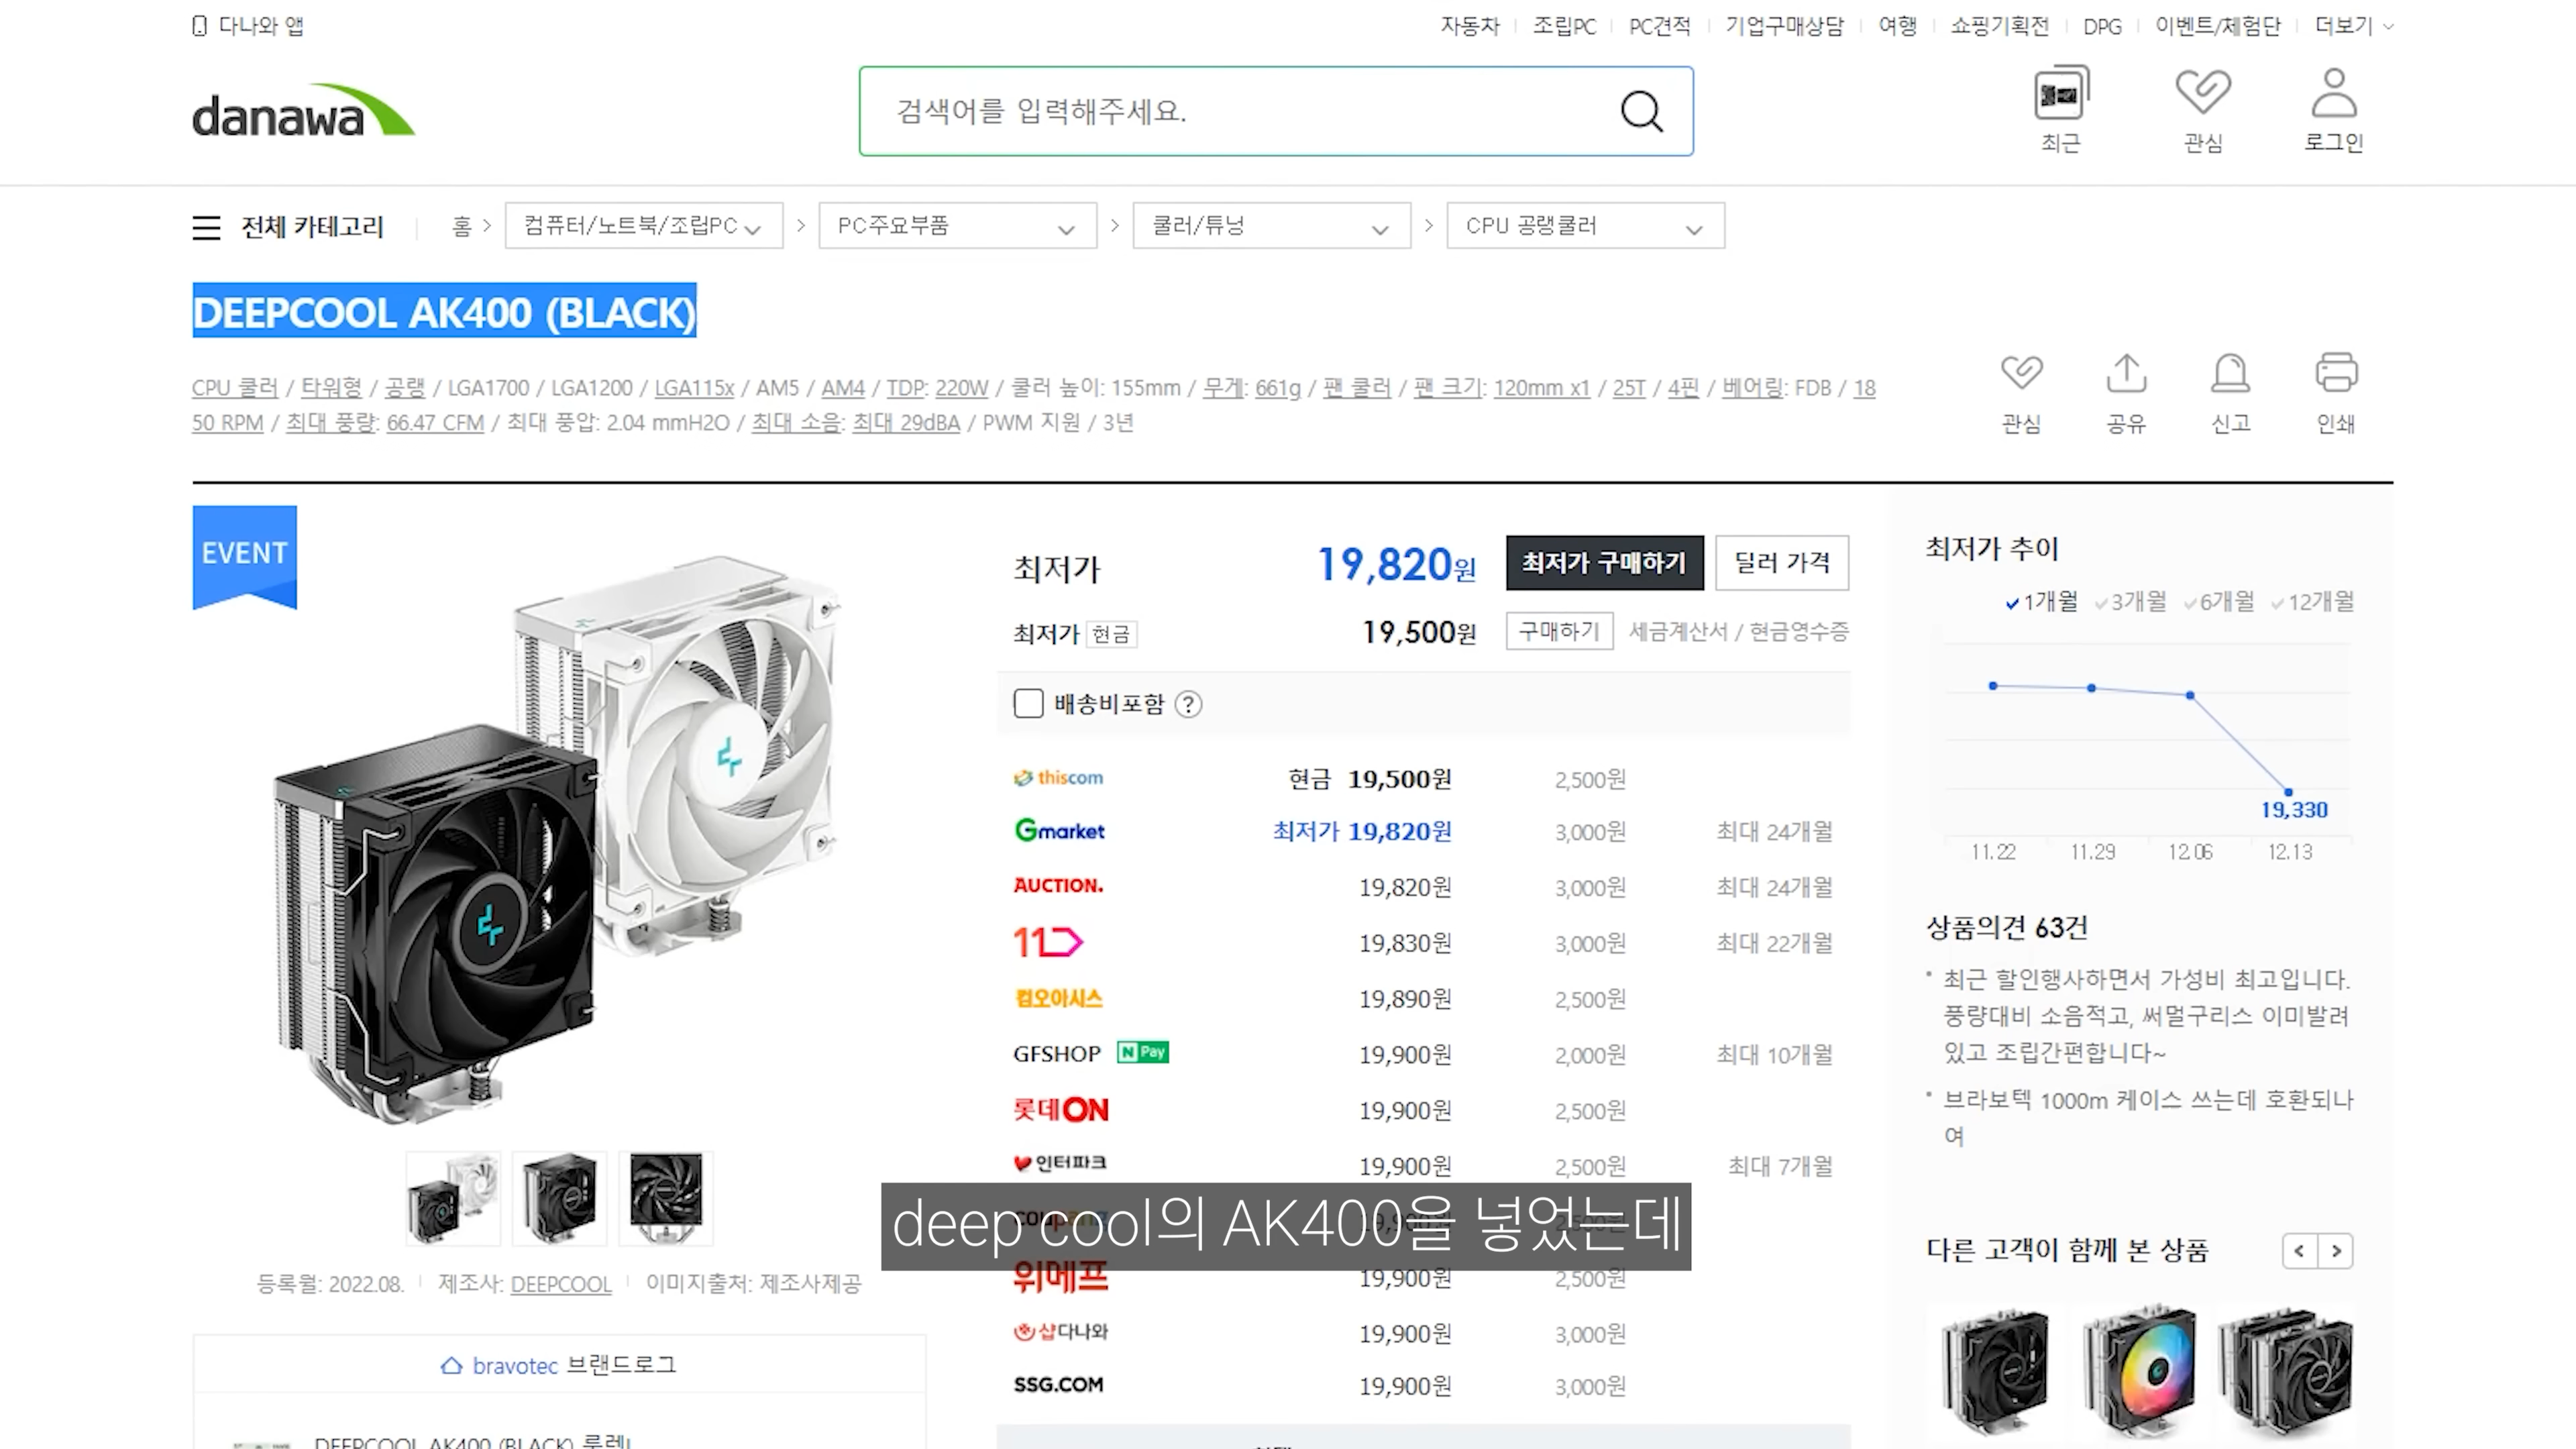 다나와 앱
자동차 조립PC PC견적 기업구매상담 여행 쇼핑기획전 DPG 이벤트/체험단 더보기
danawa
검색어를 입력해주세요.
최근 관심 로그인
전체 카테고리 홈 > 컴퓨터/노트북/조립PC > PC주요부품 > 쿨러/튜닝 > CPU 공랭쿨러
DEEPCOOL AK400 (BLACK)
CPU 쿨러 / 타워형 / 공랭 / LGA1700 / LGA1200 / LGA115x / AM5 / AM4 / TDP: 220W / 쿨러 높이: 155mm / 무게: 661g / 팬 쿨러 / 팬 크기: 120mm x1 / 25T / 4핀 / 베어링: FDB / 18
50 RPM / 최대 풍량: 66.47 CFM / 최대 풍압: 2.04 mmH2O / 최대 소음: 최대 29dBA / PWM 지원 / 3년
관심 공유 신고 인쇄
EVENT
최저가 19,820원 최저가 구매하기 딜러 가격
최저가 현금 19,500원 구매하기 세금계산서 / 현금영수증
배송비포함 ?
thiscom 현금 19,500원 2,500원
Gmarket 최저가 19,820원 3,000원 최대 24개월
AUCTION. 19,820원 3,000원 최대 24개월
11 19,830원 3,000원 최대 22개월
컴오아시스 19,890원 2,500원
GFSHOP N Pay 19,900원 2,000원 최대 10개월
롯데ON 19,900원 2,500원
인터파크 19,900원 2,500원 최대 7개월
deep cool의 AK400을 넣었는데
위메프 19,900원 2,500원
샵다나와 19,900원 3,000원
SSG.COM 19,900원 3,000원
등록월: 2022.08. 제조사: DEEPCOOL 이미지출처: 제조사제공
bravotec 브랜드로그
최저가 추이
1개월 3개월 6개월 12개월
19,330
11.22 11.29 12.06 12.13
상품의견 63건
최근 할인행사하면서 가성비 최고입니다.
풍량대비 소음적고, 써멀구리스 이미발려
있고 조립간편합니다~
브라보텍 1000m 케이스 쓰는데 호환되나
여
다른 고객이 함께 본 상품
DEEPCOOL AK400 (BLACK)